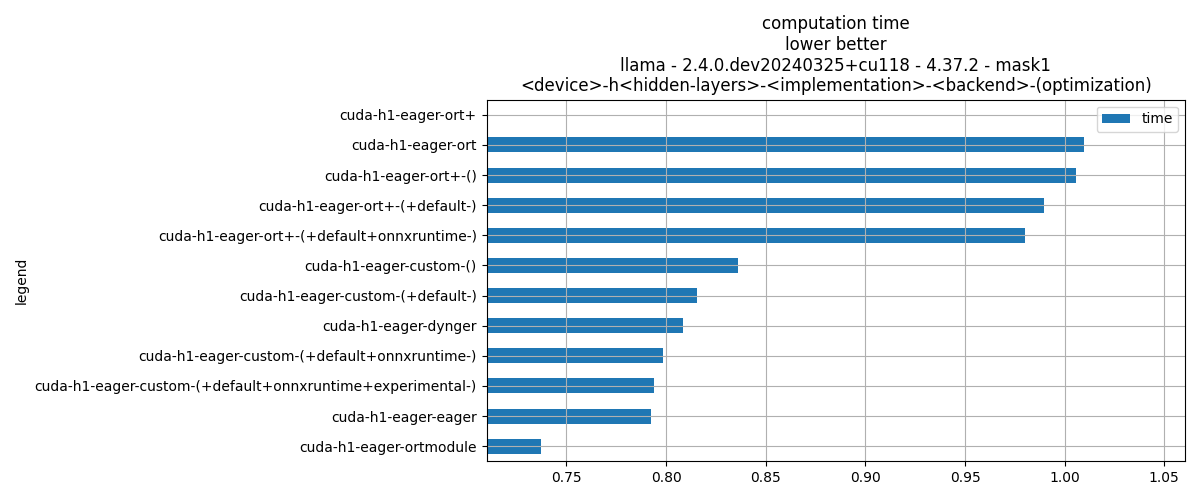 computation time
lower better
llama - 2.4.0.dev20240325+cu118 - 4.37.2 - mask1
<device>-h<hidden-layers>-<implementation>-<backend>-(optimization)
time
legend
cuda-h1-eager-ort+
cuda-h1-eager-ort
cuda-h1-eager-ort+-()
cuda-h1-eager-ort+-(+default-)
cuda-h1-eager-ort+-(+default+onnxruntime-)
cuda-h1-eager-custom-()
cuda-h1-eager-custom-(+default-)
cuda-h1-eager-dynger
cuda-h1-eager-custom-(+default+onnxruntime-)
cuda-h1-eager-custom-(+default+onnxruntime+experimental-)
cuda-h1-eager-eager
cuda-h1-eager-ortmodule
0.75 0.80 0.85 0.90 0.95 1.00 1.05